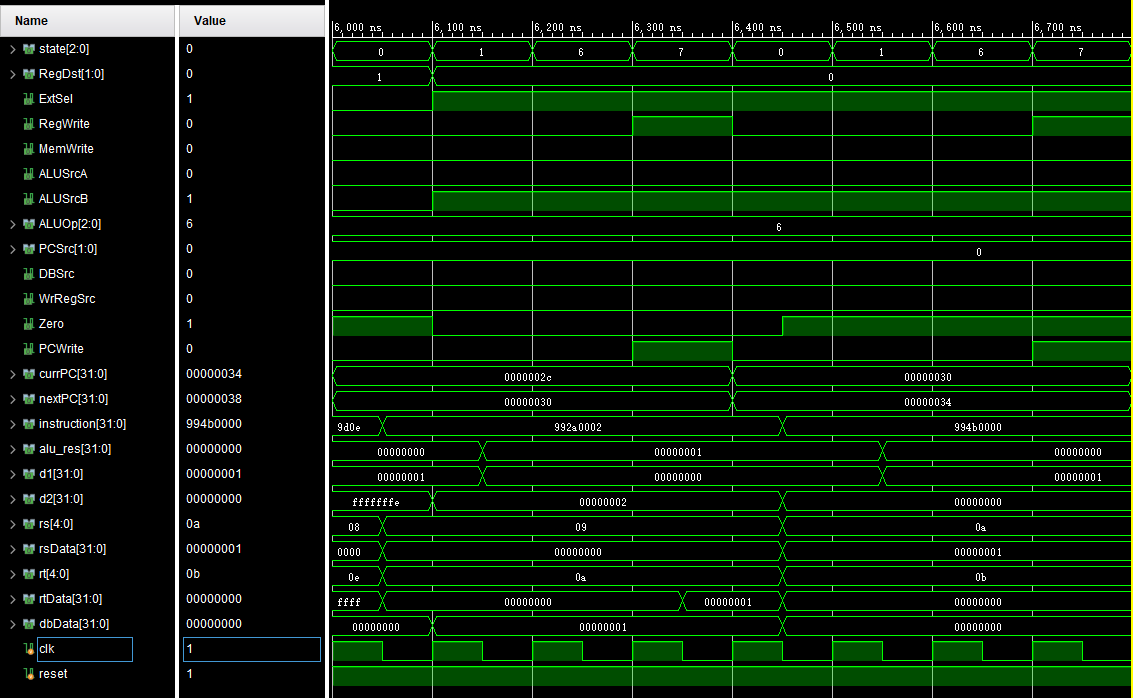 Name Value 6,000 ns 6,100 ns 6,200 ns 6,300 ns 6,400 ns 6,500 ns 6,600 ns 6,700 ns
state[2:0] 0 0 1 6 7 0 1 6 7
RegDst[1:0] 0 1 0
ExtSel 1
RegWrite 0
MemWrite 0
ALUSrcA 0
ALUSrcB 1
ALUOp[2:0] 6 6
PCSrc[1:0] 0 0
DBSrc 0
WrRegSrc 0
Zero 1
PCWrite 0
currPC[31:0] 00000034 0000002c 00000030
nextPC[31:0] 00000038 00000030 00000034
instruction[31:0] 994b0000 9d0e 992a0002 994b0000
alu_res[31:0] 00000000 00000000 00000001 00000000
d1[31:0] 00000001 00000001 00000000 00000001
d2[31:0] 00000000 fffffffe 00000002 00000000
rs[4:0] 0a 08 09 0a
rsData[31:0] 00000001 0000 00000000 00000001
rt[4:0] 0b 0e 0a 0b
rtData[31:0] 00000000 ffff 00000000 00000001 00000000
dbData[31:0] 00000000 00000000 00000001 00000000
clk 1
reset 1